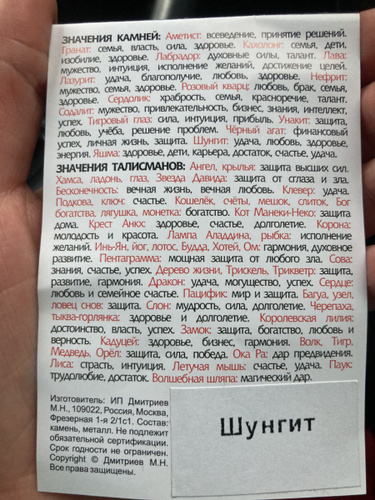 ЗНАЧЕНИЯ КАМНЕЙ: Аметист: всеведение, принятие решений.
Гранат: семья, власть, сила, здоровье. Кахолонг: семья, дети,
изобилие, здоровье. Лабрадор: духовные силы, талант. Лава:
мужество, интуиция, исполнение желаний, достижение целей.
Лазурит: удача, благополучие, любовь, здоровье. Нефрит:
мужество, семья, здоровье. Розовый кварц: любовь, брак, семья,
здоровье. Сердолик: храбрость, семья, красноречие, талант.
Содалит: мужество, привлекательность, бизнес, знания, интеллект,
успех. Тигровый глаз: сила, интуиция, прибыль. Унакит: защита,
любовь, учёба, решение проблем. Чёрный агат: финансовый
успех, личная жизнь, защита. Шунгит: удача, любовь, здоровье,
энергия. Яшма: здоровье, дети, карьера, достаток, счастье, удача.
ЗНАЧЕНИЯ ТАЛИСМАНОВ: Ангел, крылья: защита высших сил.
Хамса, ладонь, глаз, Звезда Давида: защита от сглаза и зла.
Бесконечность: вечная жизнь, вечная любовь. Клевер: удача.
Подкова, ключ: счастье. Кошелёк, счёты, мешок, слиток, Бог
богатства, лягушка, монетка: богатство. Кот Манеки-Неко: защита
дома. Крест Анкс: здоровье, счастье, долголетие. Корона:
молодость и красота. Лампа Аладдина, рыбка: исполнение
желаний. Инь-Ян, йог, лотос, Будда, Хотей, Ом: гармония, духовное
развитие. Пентаграмма: мощная защита от любого зла. Сова:
знания, счастье, успех. Дерево жизни, Трискель, Трикветр: защита,
развитие, гармония. Дракон: удача, могущество, успех. Сердце:
любовь и семейное счастье. Пацифик: мир и защита. Багуа, узел,
ловец снов: защита. Слон: мудрость, сила, долголетие. Черепаха,
тыква-горлянка: здоровье и долголетие. Королевская лилия:
достоинство, власть, успех. Замок: защита, богатство, любовь и
верность. Кадуцей: здоровье, бизнес, гармония. Волк, Тигр,
Медведь, Орёл: защита, сила, победа. Ока Ра: дар предвидения.
Лиса: страсть, интуиция. Летучая мышь: счастье, удача. Паук:
трудолюбие, достаток. Волшебная шляпа: магический дар.
Изготовитель: ИП Дмитриев
М.Н., 109022, Россия, Москва,
Фрезерная 1-я 2/1с1. Состав:
камень, металл. Не подлежит
обязательной сертификации.
Срок годности не ограничен.
Copyright © Дмитриев М.Н.
Все права защищены.
Шунгит